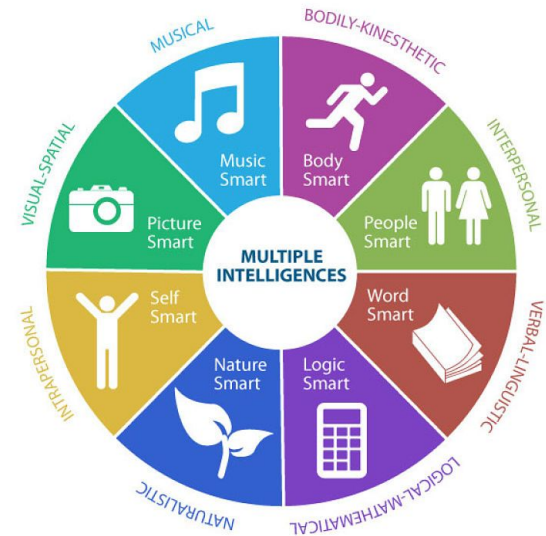 MUSICAL
BODILY-KINESTHETIC
INTERPERSONAL
VERBAL-LINGUISTIC
LOGICAL-MATHEMATICAL
NATURALISTIC
INTRAPERSONAL
VISUAL-SPATIAL
Music
Smart
Body
Smart
People
Smart
Word
Smart
Logic
Smart
Nature
Smart
Self
Smart
Picture
Smart
MULTIPLE
INTELLIGENCES